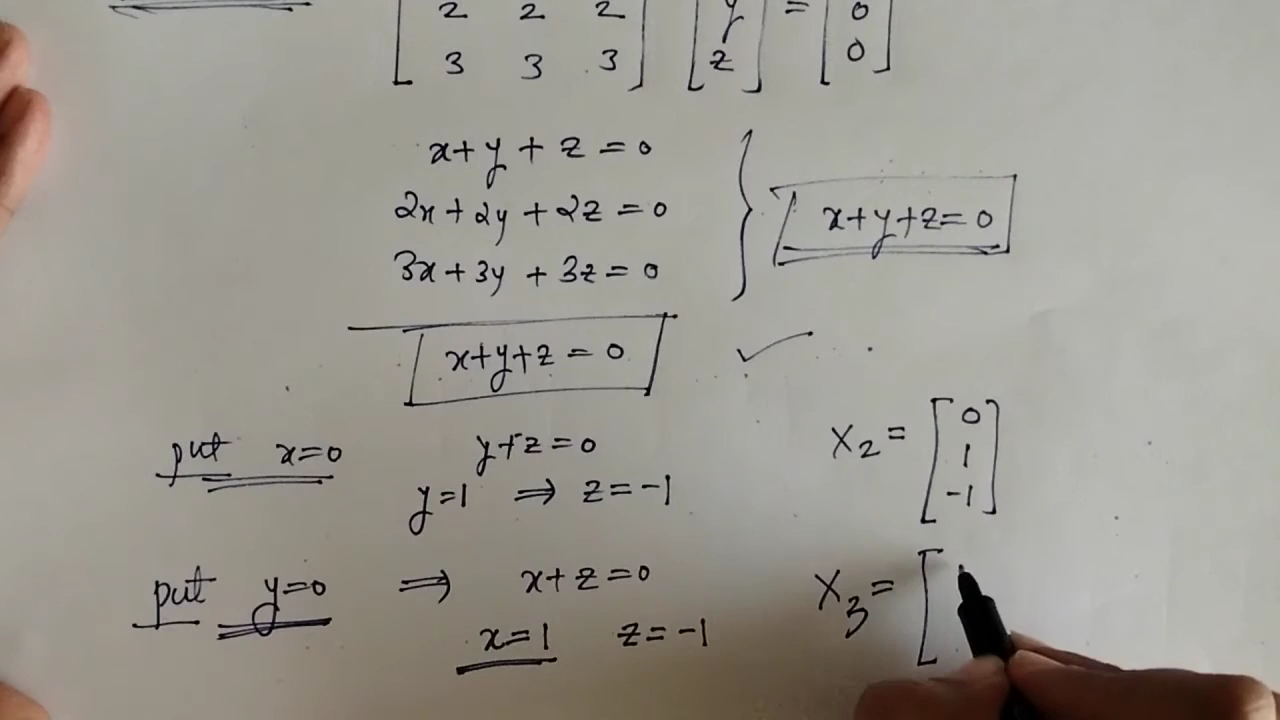 2 2 2 y = 0
3 3 3 z 0
x+y+z=0
2x+2y+2z=0 x+y+z=0
3x+3y+3z=0
x+y+z=0
put x=0 y+z=0 X2= 0
1
y=1 ⇒ z=-1 -1
put y=0 ⇒ x+z=0 X3=
x=1 z=-1